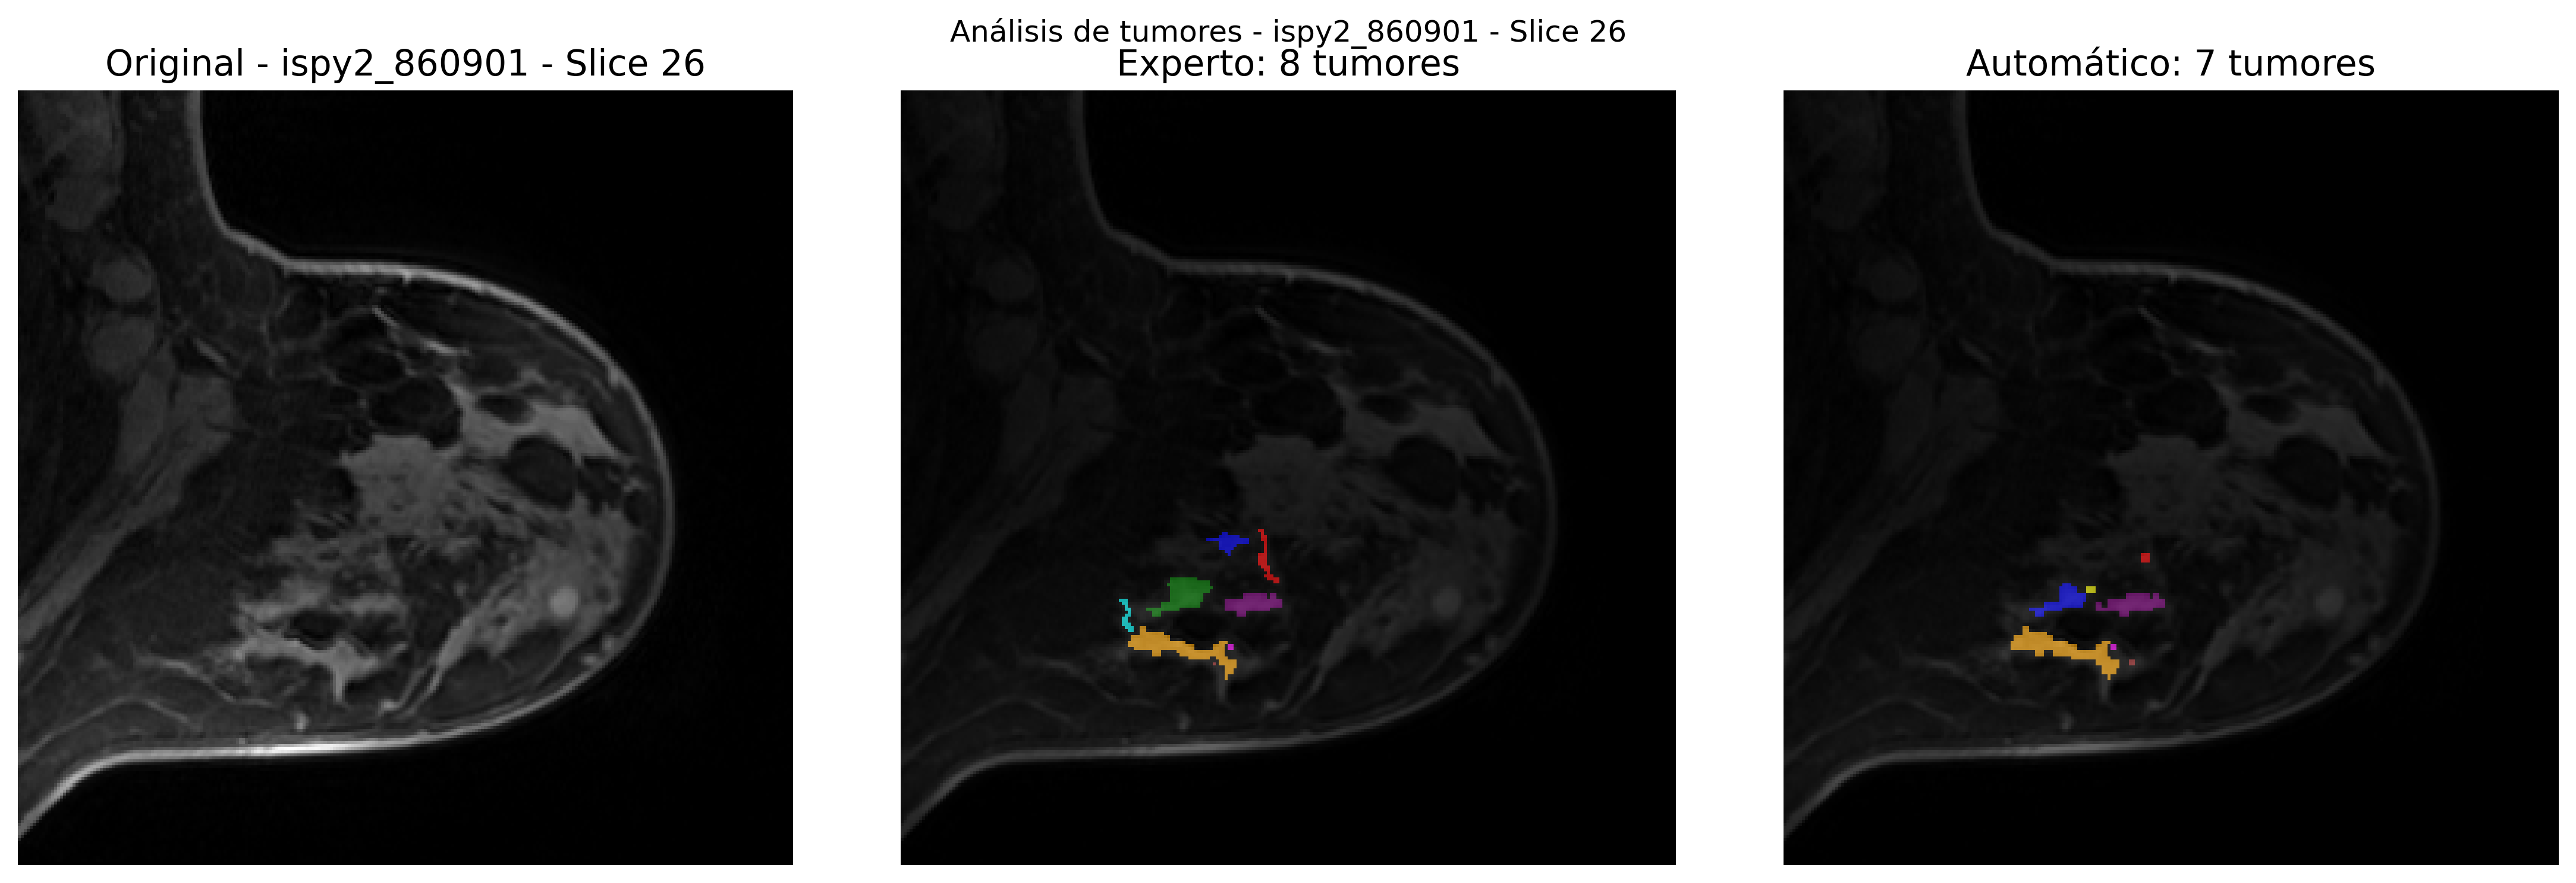 Análisis de tumores - ispy2_860901 - Slice 26
Original - ispy2_860901 - Slice 26
Experto: 8 tumores
Automático: 7 tumores